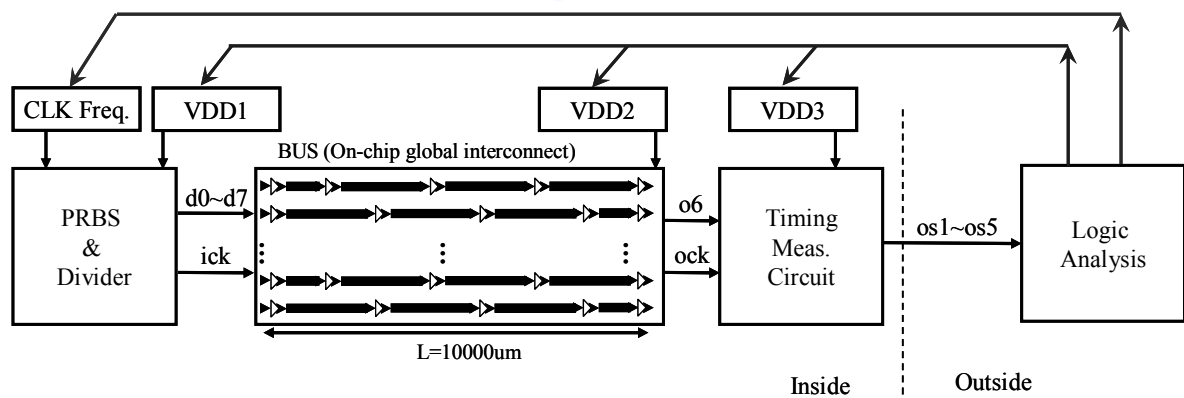 CLK Freq.
VDD1
VDD2
VDD3
BUS (On-chip global interconnect)
PRBS
&
Divider
d0~d7
ick
o6
ock
Timing
Meas.
Circuit
os1~os5
Logic
Analysis
L=10000um
Inside
Outside